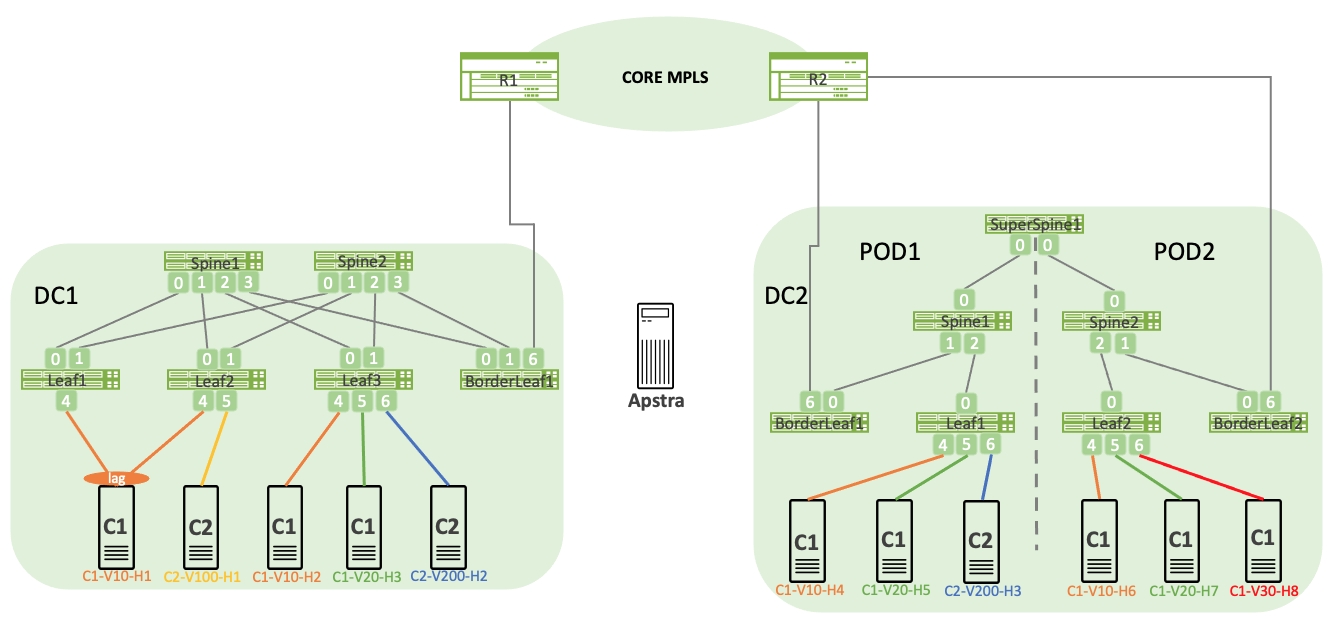 R1
CORE MPLS
R2
SuperSpine1
0 0
POD1
POD2
DC1
Spine1
0 1 2 3
Spine2
0 1 2 3
DC2
0
Spine1
1 2
0
Spine2
2 1
0 1
Leaf1
4
0 1
Leaf2
4 5
0 1
Leaf3
4 5 6
0 1 6
BorderLeaf1
Apstra
6 0
BorderLeaf1
0
Leaf1
4 5 6
0
Leaf2
4 5 6
0 6
BorderLeaf2
lag
C1
C2
C1
C1
C2
C1-V10-H1
C2-V100-H1
C1-V10-H2
C1-V20-H3
C2-V200-H2
C1
C1
C2
C1
C1
C1
C1-V10-H4
C1-V20-H5
C2-V200-H3
C1-V10-H6
C1-V20-H7
C1-V30-H8